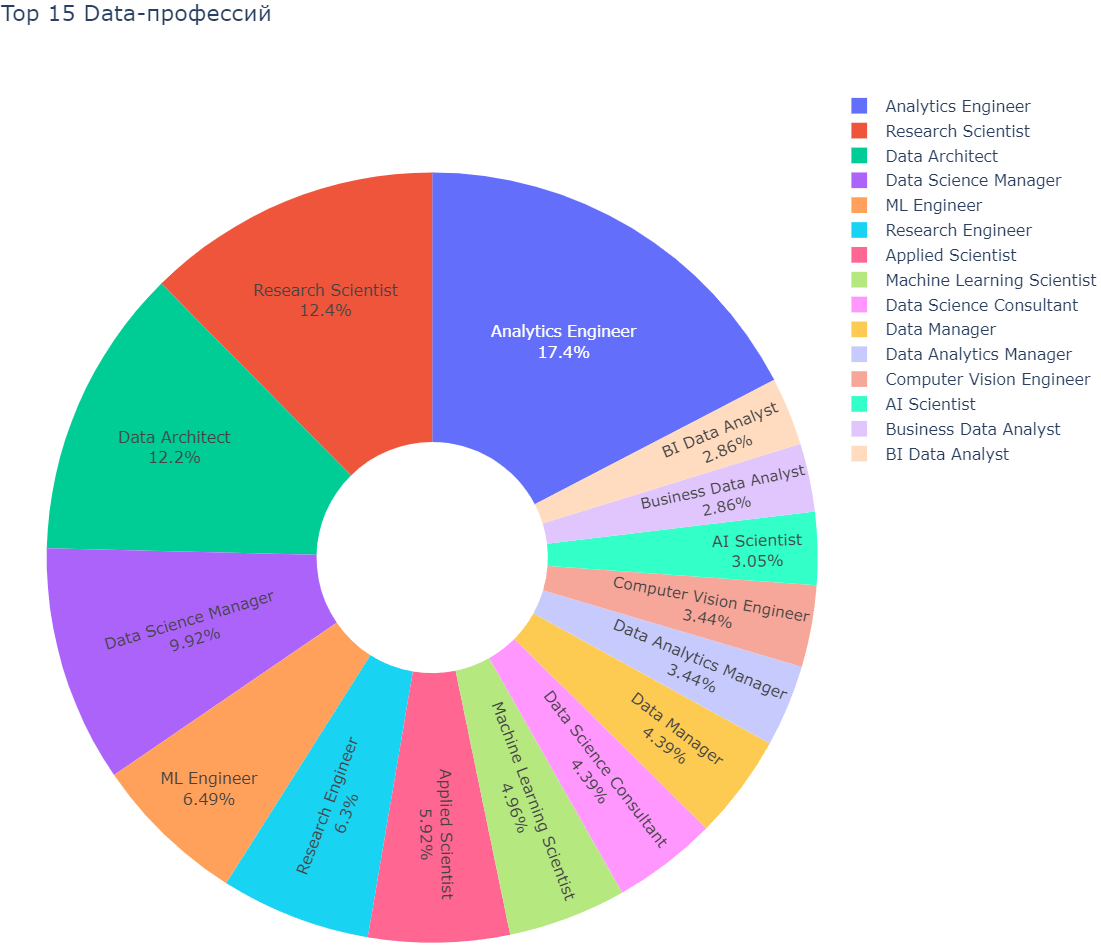 Top 15 Data-профессий
Analytics Engineer
Research Scientist
Data Architect
Data Science Manager
ML Engineer
Research Engineer
Applied Scientist
Machine Learning Scientist
Data Science Consultant
Data Manager
Data Analytics Manager
Computer Vision Engineer
AI Scientist
Business Data Analyst
BI Data Analyst
Analytics Engineer
17.4%
BI Data Analyst
2.86%
Business Data Analyst
2.86%
AI Scientist
3.05%
Computer Vision Engineer
3.44%
Data Analytics Manager
3.44%
Data Manager
4.39%
Data Science Consultant
4.39%
Machine Learning Scientist
4.96%
Applied Scientist
5.92%
Research Engineer
6.3%
ML Engineer
6.49%
Data Science Manager
9.92%
Data Architect
12.2%
Research Scientist
12.4%